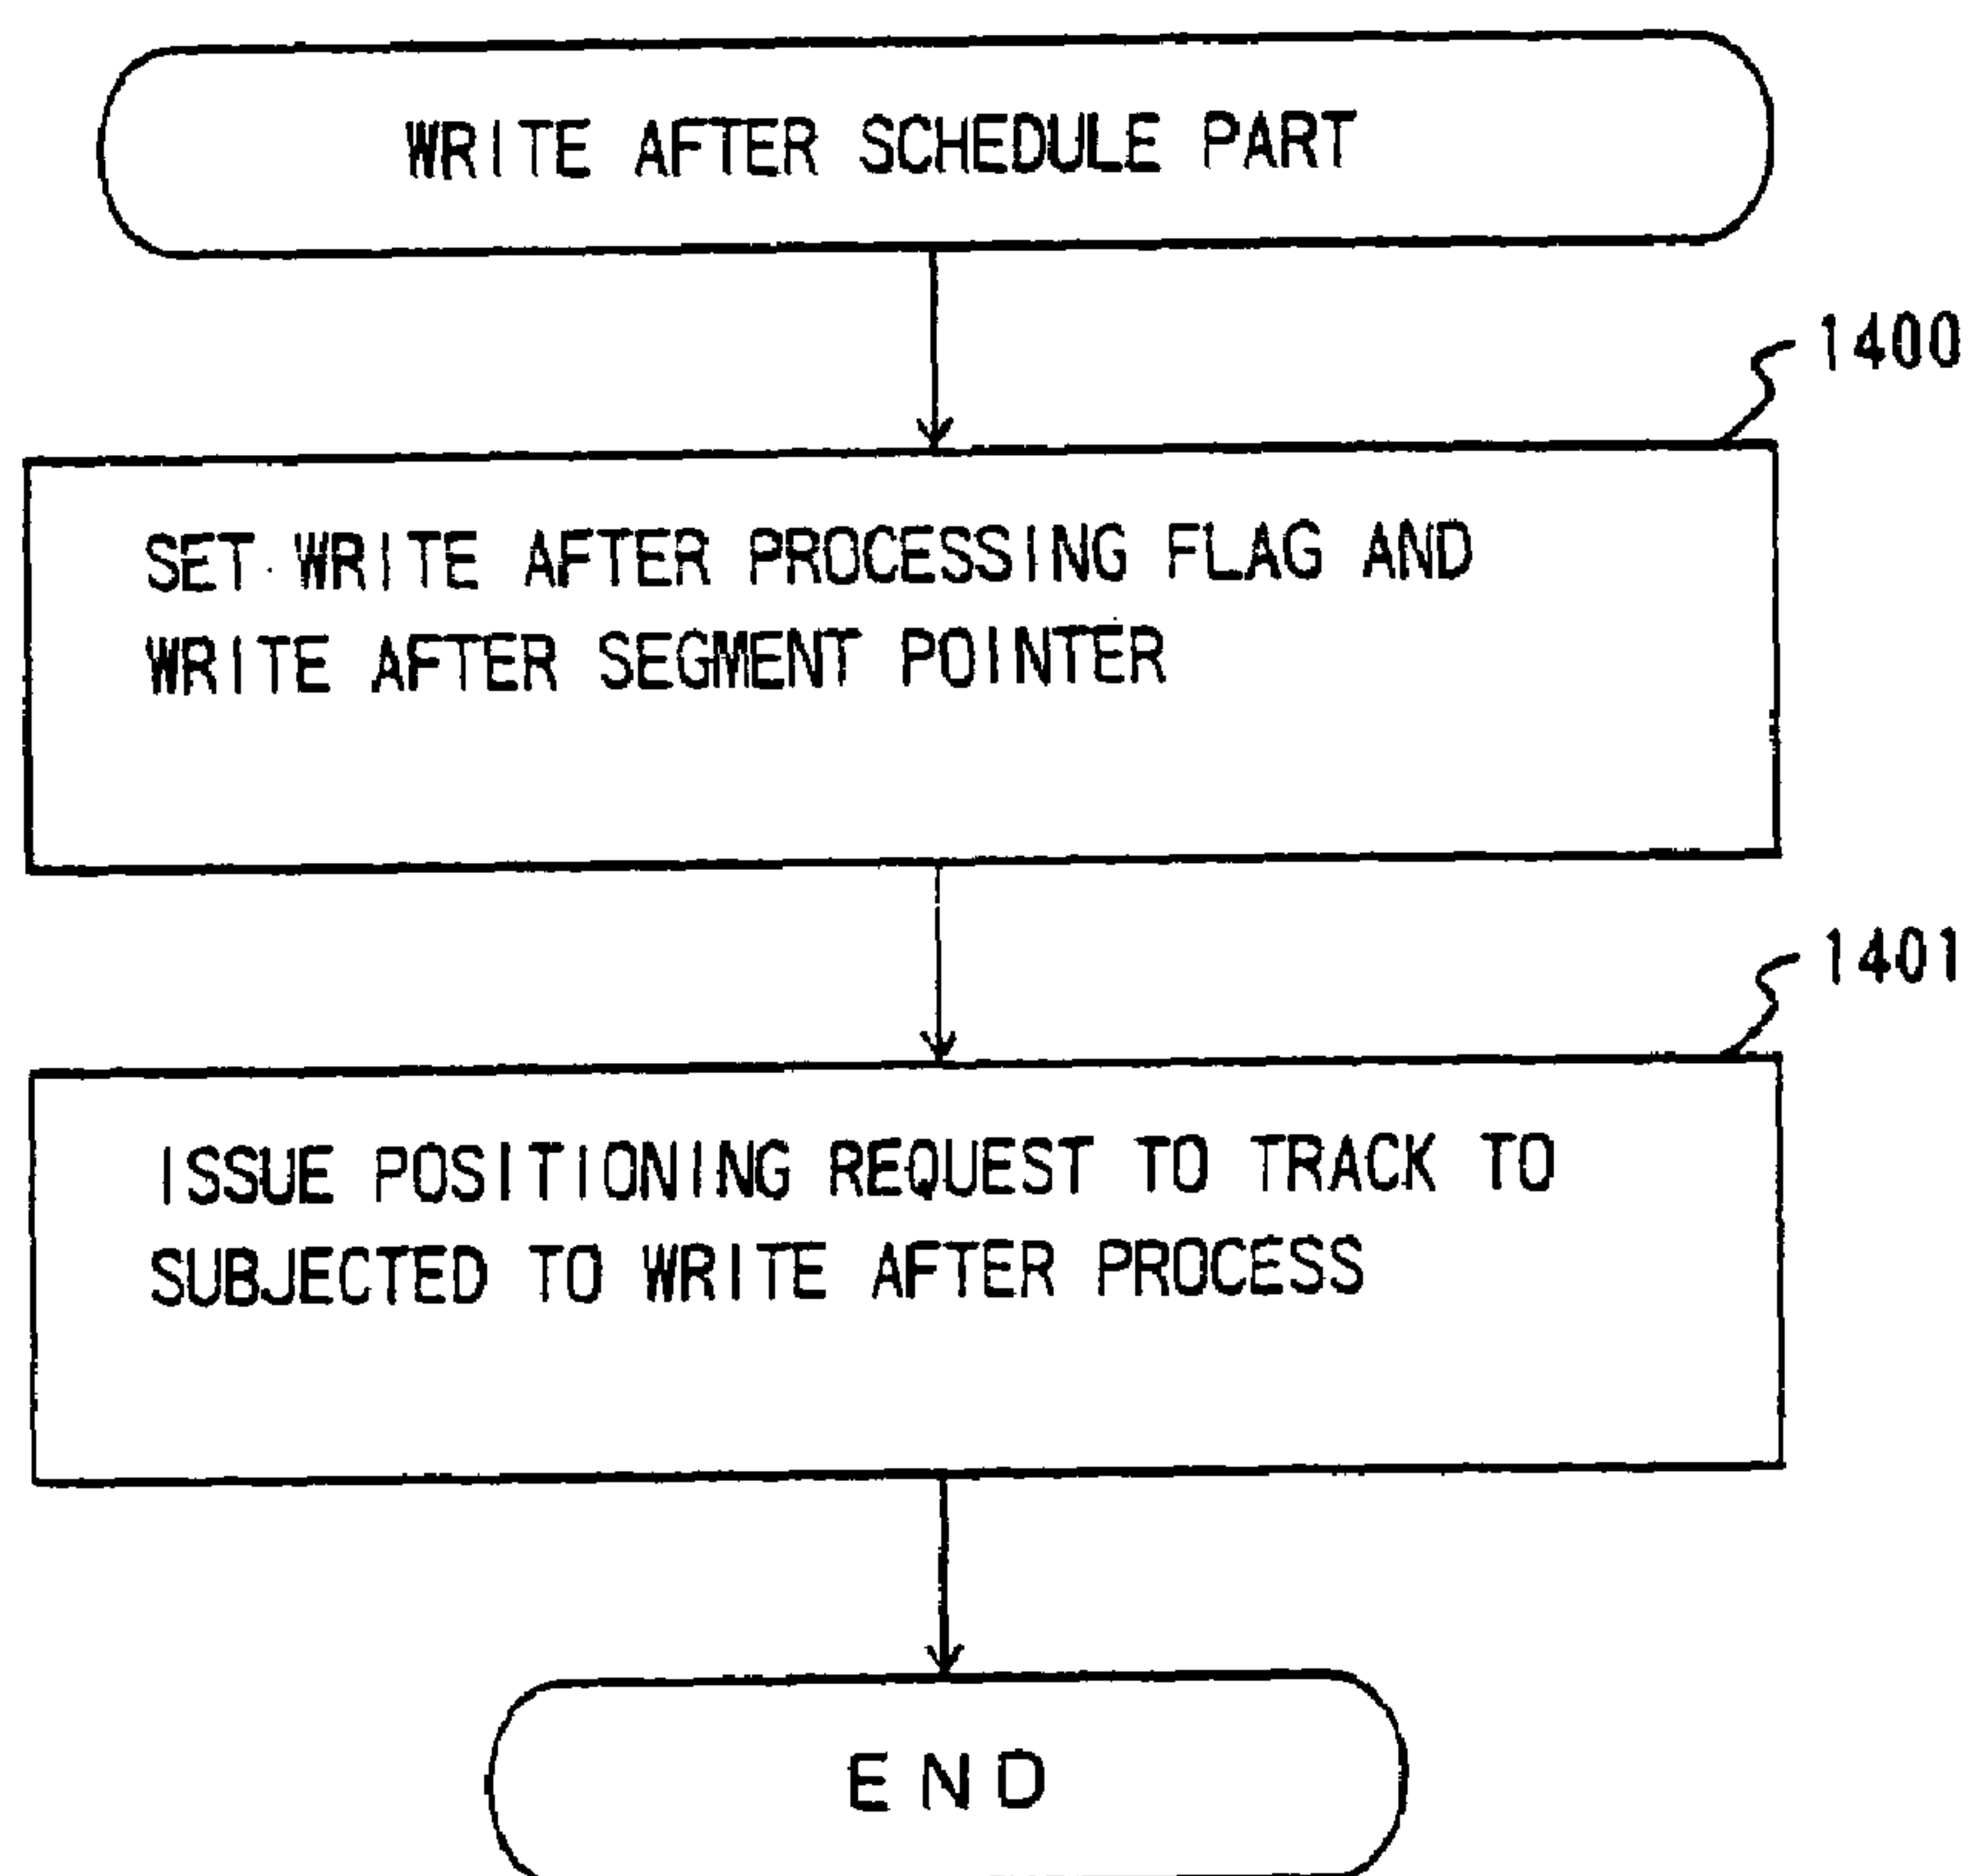 WRITE AFTER SCHEDULE PART
1400
SET WRITE AFTER PROCESSING FLAG AND
WRITE AFTER SEGMENT POINTER
1401
ISSUE POSITIONING REQUEST TO TRACK TO
SUBJECTED TO WRITE AFTER PROCESS
END